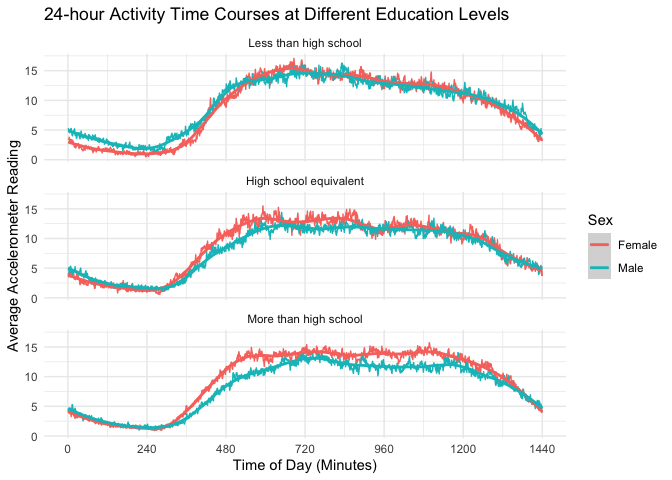 24-hour Activity Time Courses at Different Education Levels
Less than high school
15
10
5
0
High school equivalent
15
10
5
0
More than high school
15
10
5
0
0 240 480 720 960 1200 1440
Time of Day (Minutes)
Average Accelerometer Reading
Sex
Female
Male